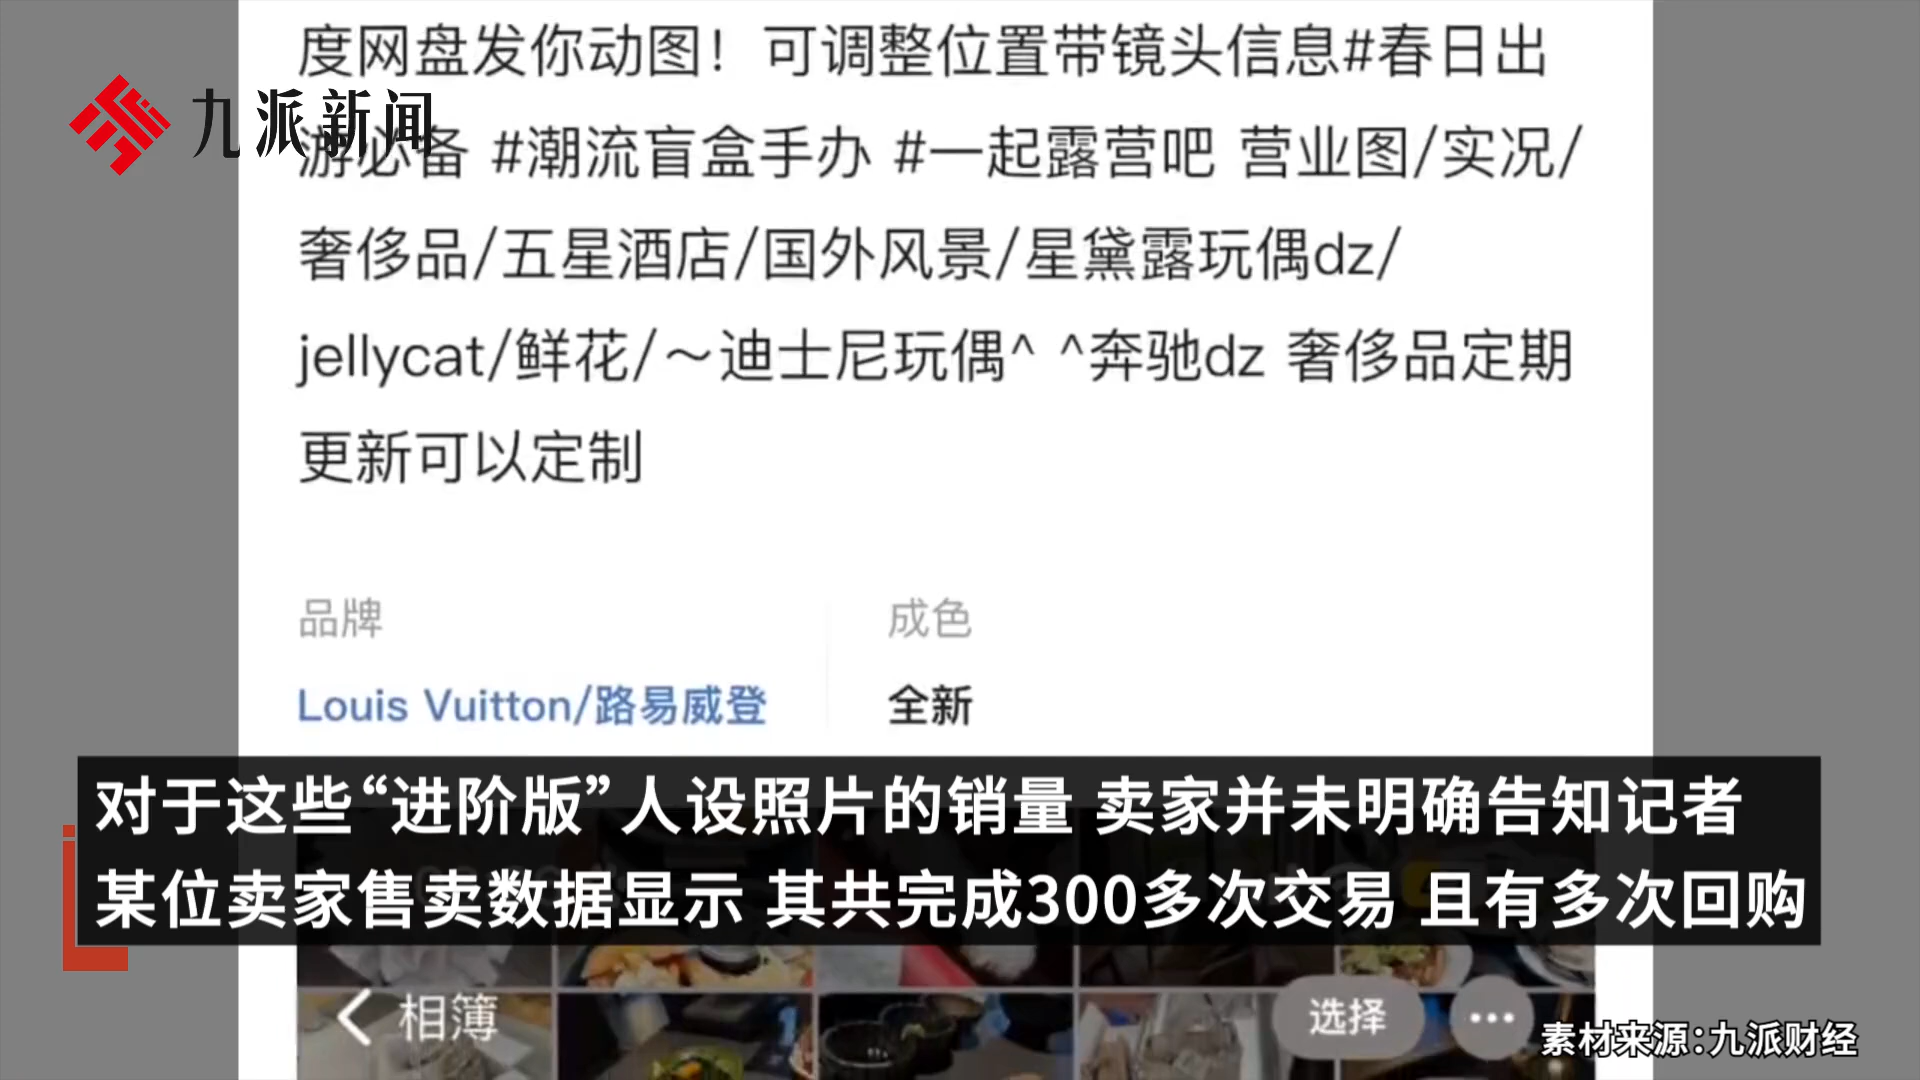 度网盘发你动图！可调整位置带镜头信息#春日出
九派新闻
游必备 #潮流盲盒手办 #一起露营吧 营业图/实况/
奢侈品/五星酒店/国外风景/星黛露玩偶dz/
jellycat/鲜花/～迪士尼玩偶^ ^奔驰dz 奢侈品定期
更新可以定制
品牌
成色
Louis Vuitton/路易威登
全新
对于这些“进阶版”人设照片的销量 卖家并未明确告知记者
某位卖家售卖数据显示 其共完成300多次交易 且有多次回购
相簿
选择
素材来源：九派财经